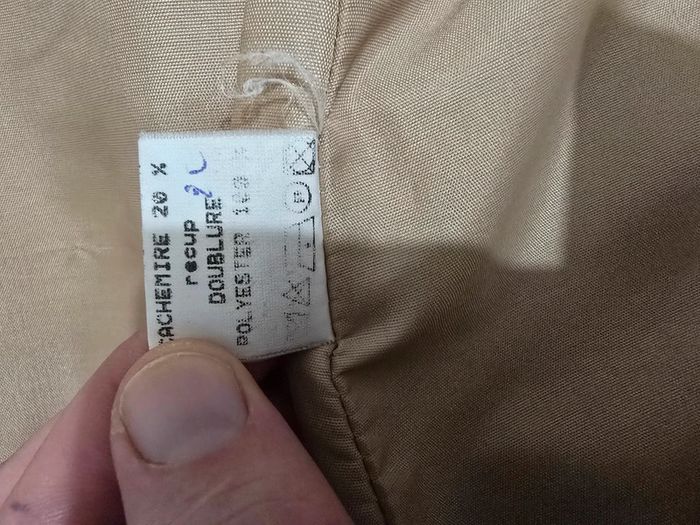 CACHEMIRE 20 %
recup
DOUBLURE
POLYESTER 100 %